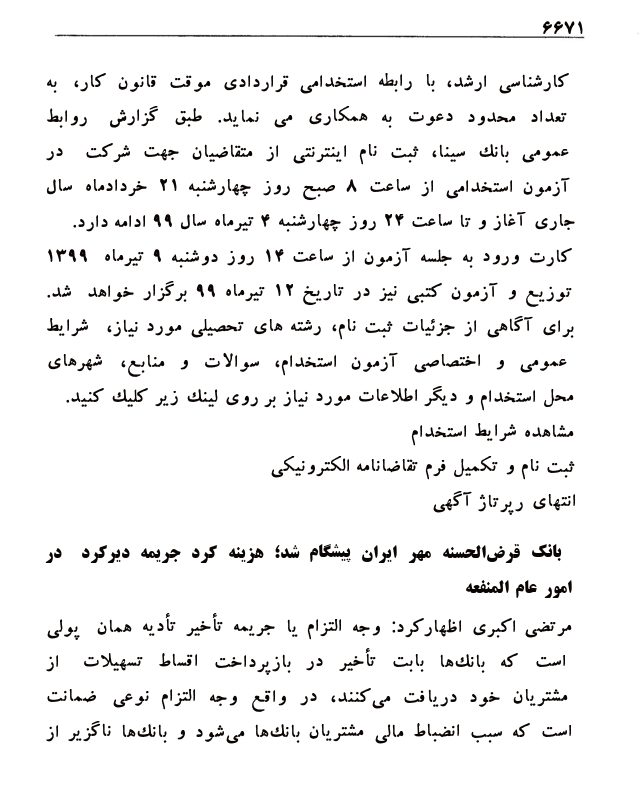 ۶۶۷۱
کارشناسی ارشد، با رابطه استخدامی قراردادی موقت قانون کار، به
تعداد محدود دعوت به همکاری می نماید. طبق گزارش روابط
عمومی بانك سینا، ثبت نام اینترنتی از متقاضیان جهت شرکت در
آزمون استخدامی از ساعت ۸ صبح روز چهارشنبه ۲۱ خردادماه سال
جاری آغاز و تا ساعت ۲۴ روز چهارشنبه ۴ تیرماه سال ۹۹ ادامه دارد.
کارت ورود به جلسه آزمون از ساعت ۱۴ روز دوشنبه ۹ تیرماه ۱۳۹۹
توزیع و آزمون کتبی نیز در تاریخ ۱۲ تیرماه ۹۹ برگزار خواهد شد.
برای آگاهی از جزئیات ثبت نام، رشته های تحصیلی مورد نیاز، شرایط
عمومی و اختصاصی آزمون استخدام، سوالات و منابع، شهرهای
محل استخدام و دیگر اطلاعات مورد نیاز بر روی لینك زیر کلیك کنید.
مشاهده شرایط استخدام
ثبت نام و تکمیل فرم تقاضانامه الکترونیکی
انتهای رپرتاژ آگهی
بانک قرض‌الحسنه مهر ایران پیشگام شد؛ هزینه کرد جریمه دیرکرد در
امور عام المنفعه
مرتضی اکبری اظهارکرد: وجه التزام یا جریمه تأخیر تأدیه همان پولی
است که بانك‌ها بابت تأخیر در بازپرداخت اقساط تسهیلات از
مشتریان خود دریافت می‌کنند، در واقع وجه التزام نوعی ضمانت
است که سبب انضباط مالی مشتریان بانك‌ها می‌شود و بانك‌ها ناگزیر از